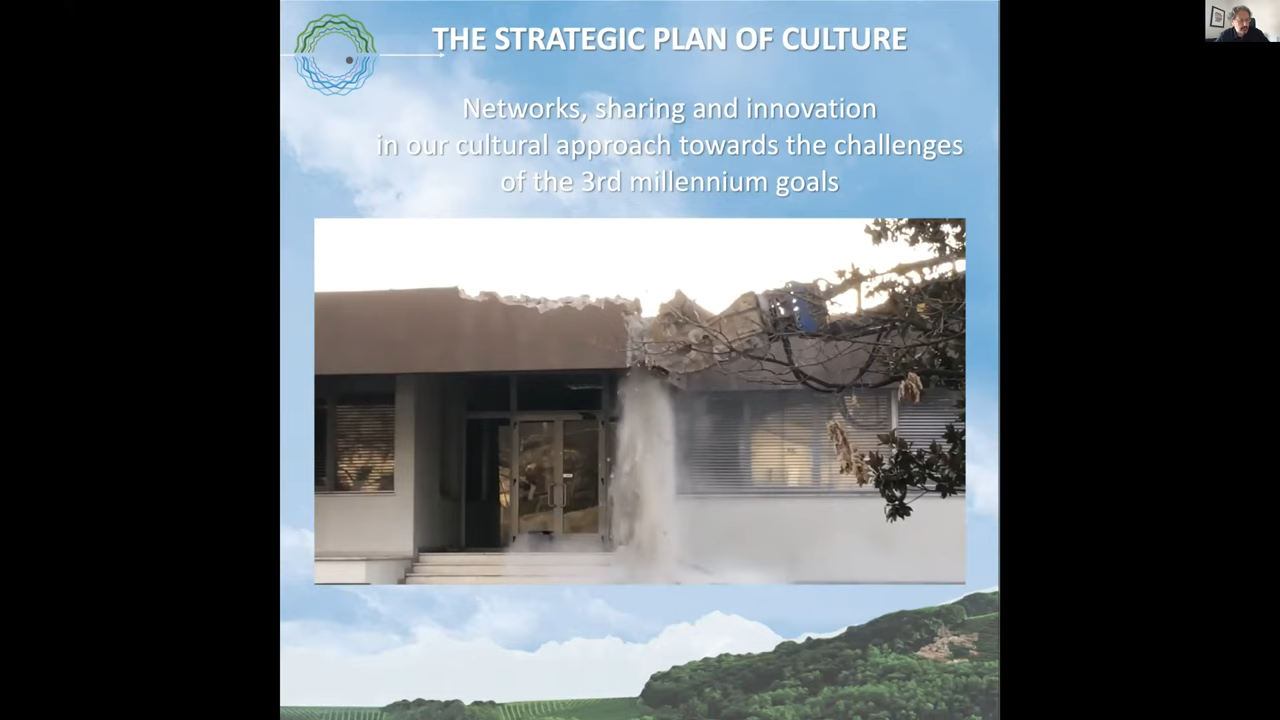 THE STRATEGIC PLAN OF CULTURE
Networks, sharing and innovation
in our cultural approach towards the challenges
of the 3rd millennium goals